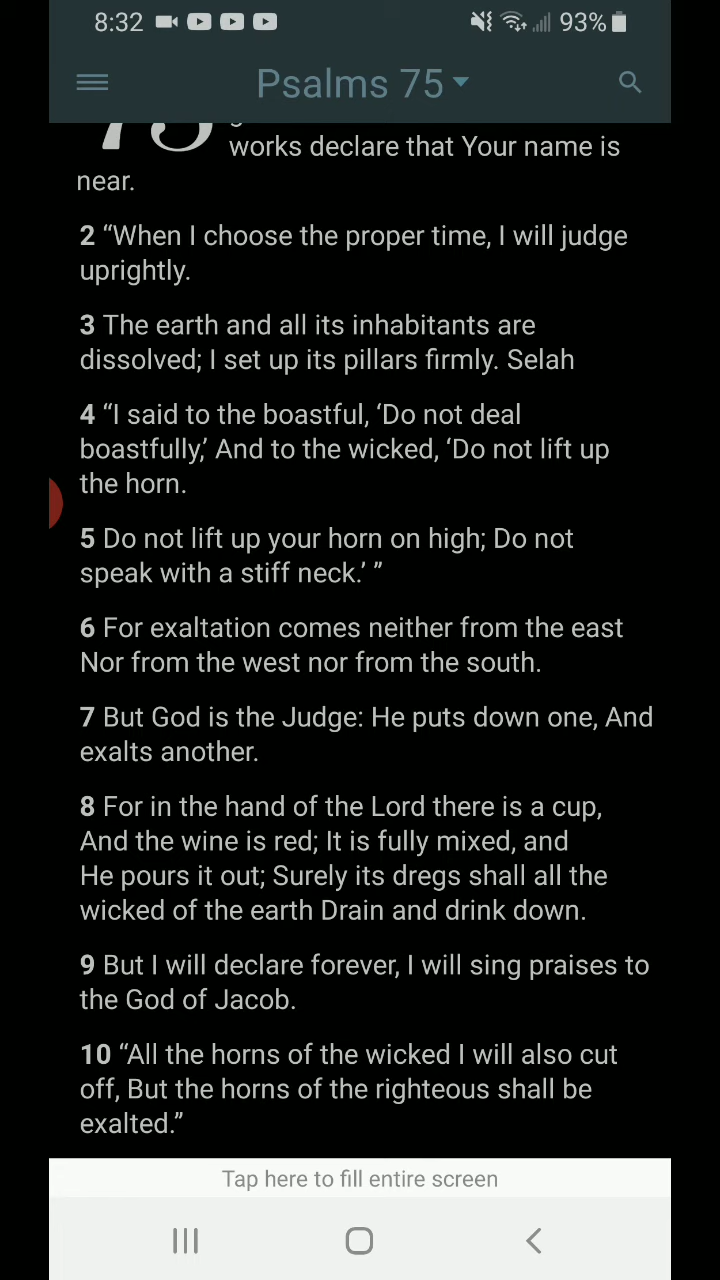 8:32
93%
Psalms 75
75
works declare that Your name is
near.
2 “When I choose the proper time, I will judge
uprightly.
3 The earth and all its inhabitants are
dissolved; I set up its pillars firmly. Selah
4 “I said to the boastful, ‘Do not deal
boastfully,’ And to the wicked, ‘Do not lift up
the horn.
5 Do not lift up your horn on high; Do not
speak with a stiff neck.’ ”
6 For exaltation comes neither from the east
Nor from the west nor from the south.
7 But God is the Judge: He puts down one, And
exalts another.
8 For in the hand of the Lord there is a cup,
And the wine is red; It is fully mixed, and
He pours it out; Surely its dregs shall all the
wicked of the earth Drain and drink down.
9 But I will declare forever, I will sing praises to
the God of Jacob.
10 “All the horns of the wicked I will also cut
off, But the horns of the righteous shall be
exalted.”
Tap here to fill entire screen